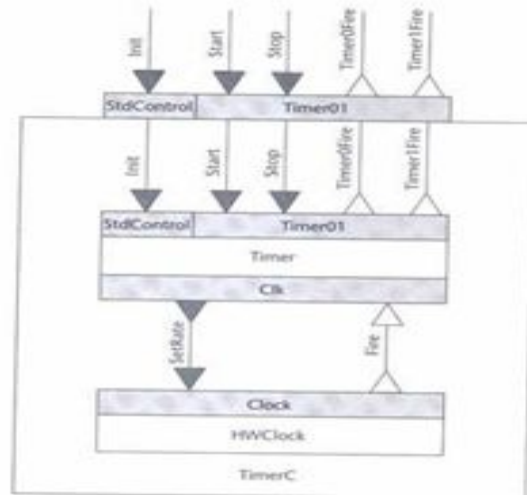 Init
Start
Stop
Timer0Fire
Timer1Fire
StdControl
Timer01
Init
Start
Stop
Timer0Fire
Timer1Fire
StdControl
Timer01
Timer
Clk
SetRate
Fire
Clock
HWClock
TimerC